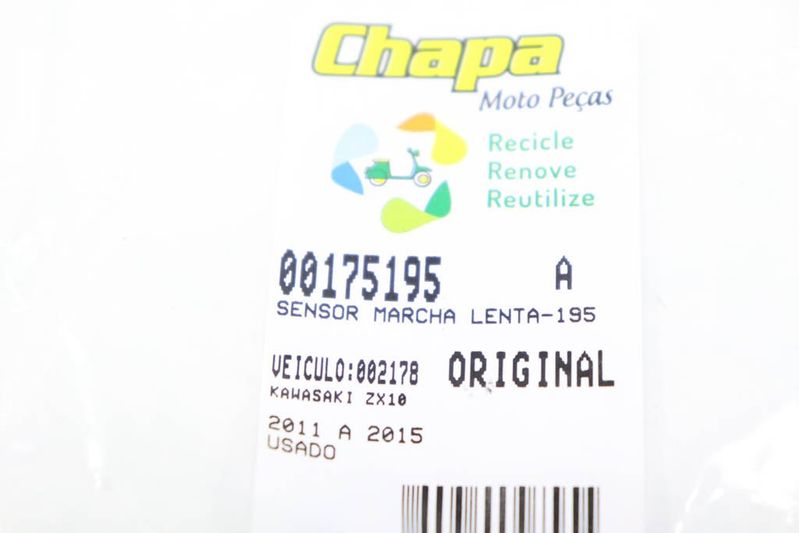 Chapa
Moto Peças
Recicle
Renove
Reutilize
00175195 A
SENSOR MARCHA LENTA-195
VEICULO:002178 ORIGINAL
KAWASAKI ZX10
2011 A 2015
USADO